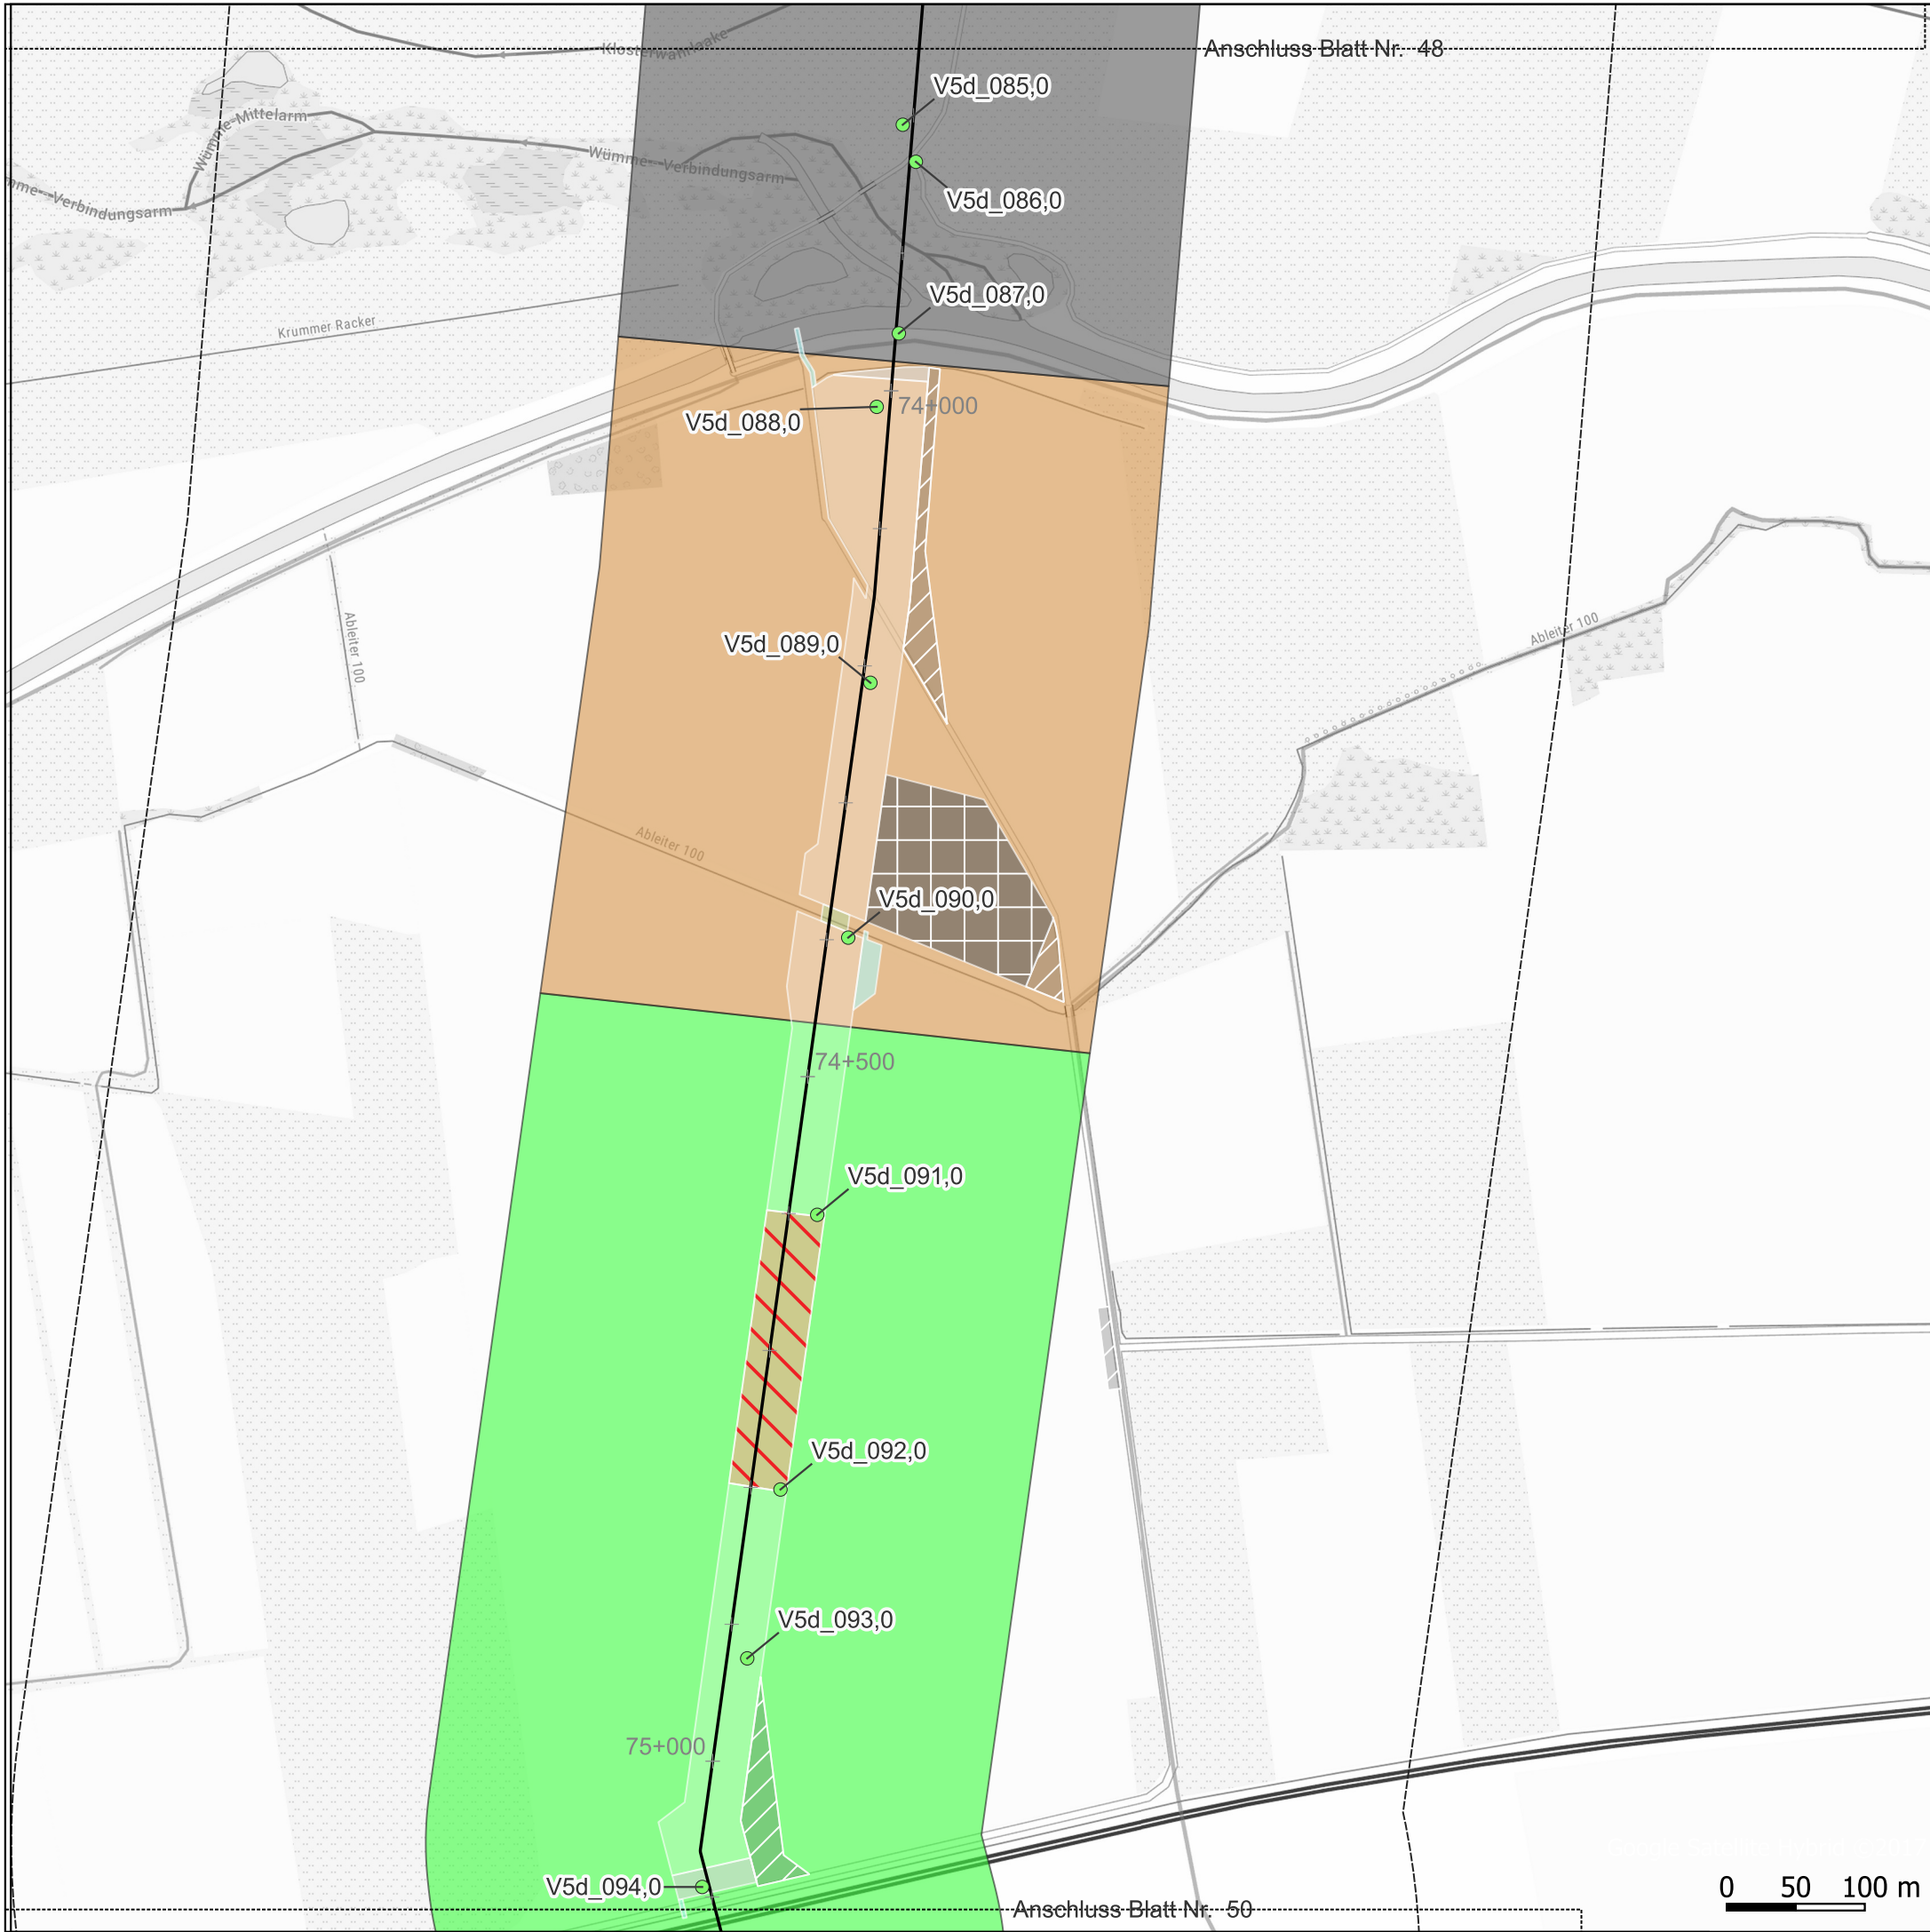 Klosterwahrlaake
Anschluss Blatt Nr. 48
V5d_085,0
Wümme-Mittelarm
Wümme--Verbindungsarm
mme--Verbindungsarm
V5d_086,0
V5d_087,0
Krummer Racker
74+000
V5d_088,0
Ableiter 100
Ableiter 100
V5d_089,0
Ableiter 100
V5d_090,0
74+500
V5d_091,0
V5d_092,0
V5d_093,0
75+000
V5d_094,0
0 50 100 m
Anschluss Blatt Nr. 50